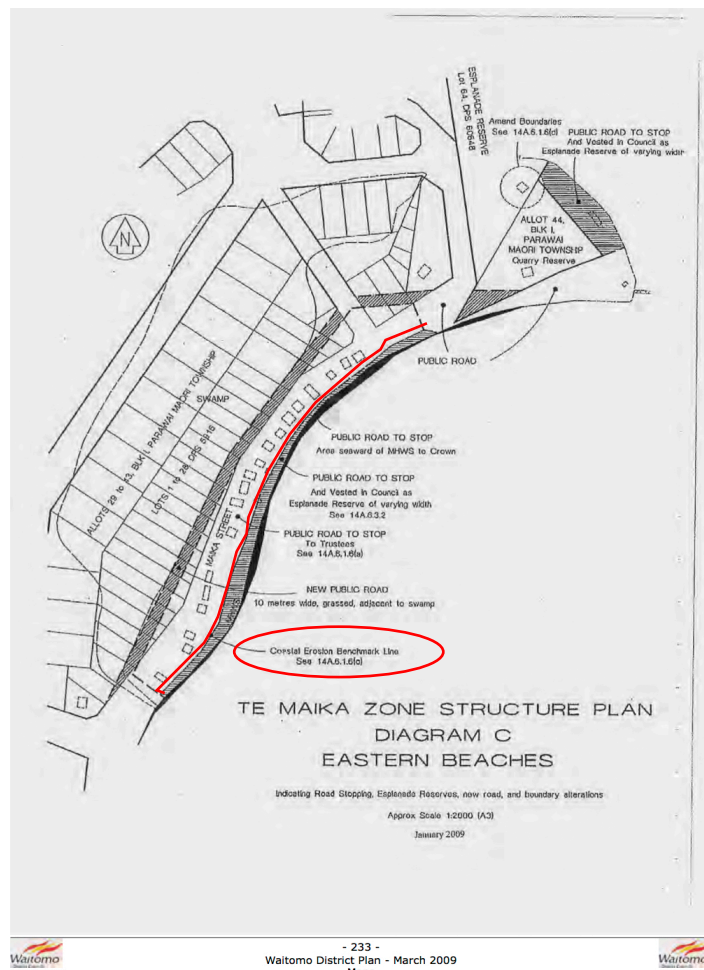 ESPLANADE RESERVE
Lot 64, DPS 60648
Amend Boundaries
See 14A.6.1.6(d)
PUBLIC ROAD TO STOP
And Vested in Council as
Esplanade Reserve of varying width
ALLOT 44,
BLK I,
PARAWAI
MAORI TOWNSHIP
Quarry Reserve
N
PUBLIC ROAD
ALLOTS 29 to 43, BLK I, PARAWAI MAORI TOWNSHIP
SWAMP
LOTS 1 to 28, DPS 5916
MAIKA STREET
PUBLIC ROAD TO STOP
Area seaward of MHWS to Crown
PUBLIC ROAD TO STOP
And Vested in Council as
Esplanade Reserve of varying width
See 14A.6.3.2
PUBLIC ROAD TO STOP
To Trustees
See 14A.6.1.6(a)
NEW PUBLIC ROAD
10 metres wide, grassed, adjacent to swamp
Coastal Erosion Benchmark Line
See 14A.6.1.6(c)
TE MAIKA ZONE STRUCTURE PLAN
DIAGRAM C
EASTERN BEACHES
Indicating Road Stopping, Esplanade Reserves, new road, and boundary alterations
Approx Scale 1:2000 (A3)
January 2009
- 233 -
Waitomo District Plan - March 2009
Waitomo
Waitomo